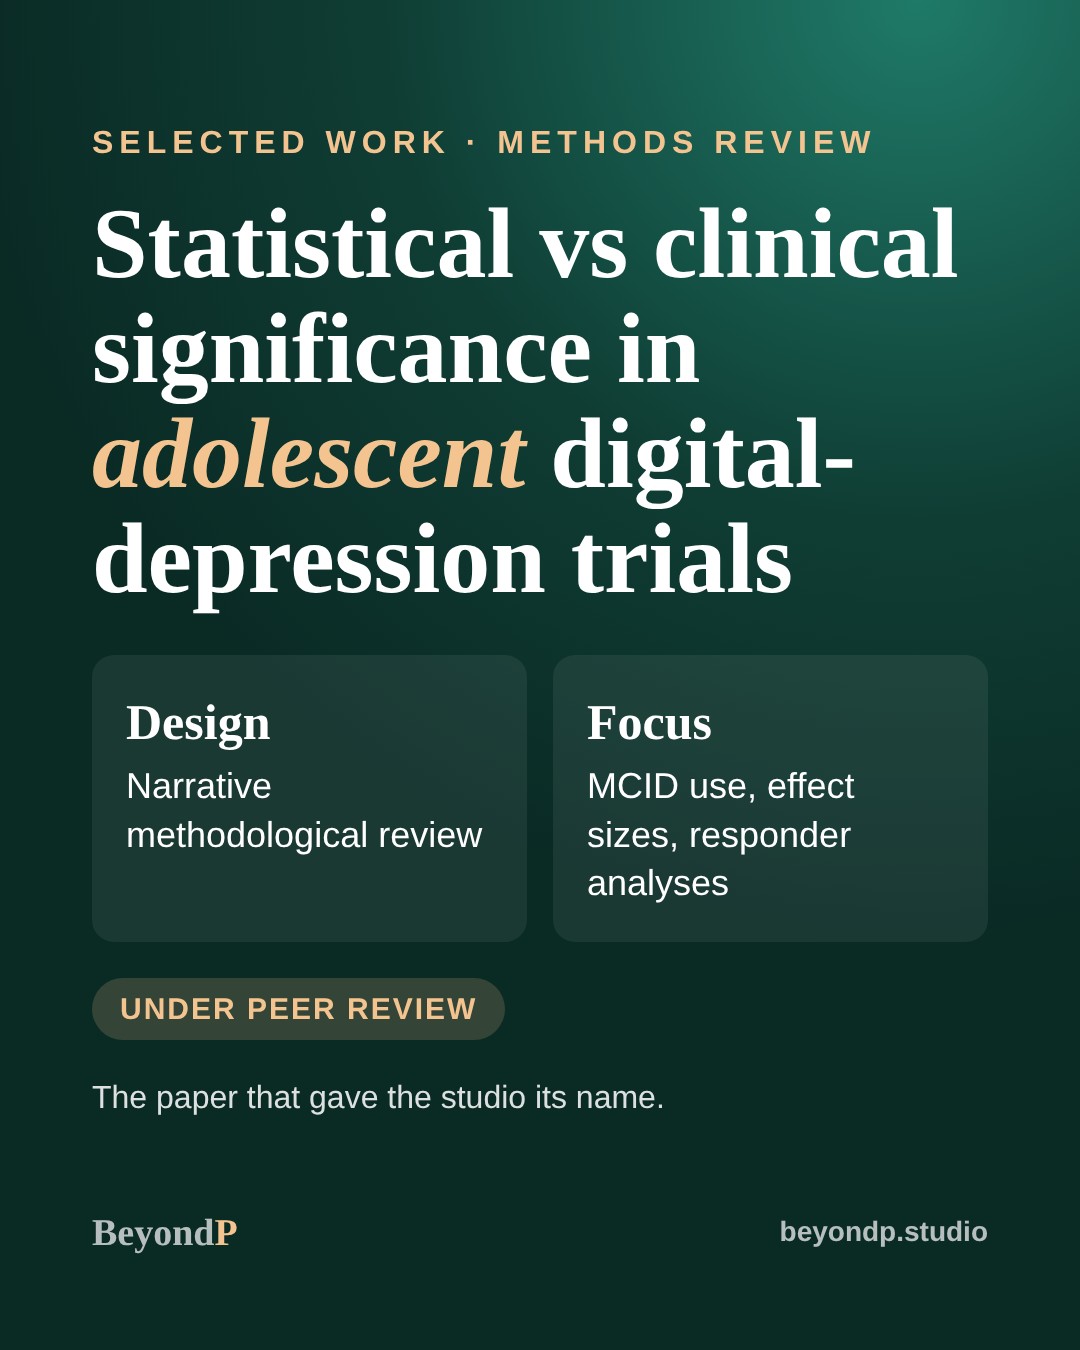 SELECTED WORK · METHODS REVIEW
Statistical vs clinical
significance in
adolescent digital-
depression trials
Design
Narrative
methodological review
Focus
MCID use, effect
sizes, responder
analyses
UNDER PEER REVIEW
The paper that gave the studio its name.
BeyondP
beyondp.studio